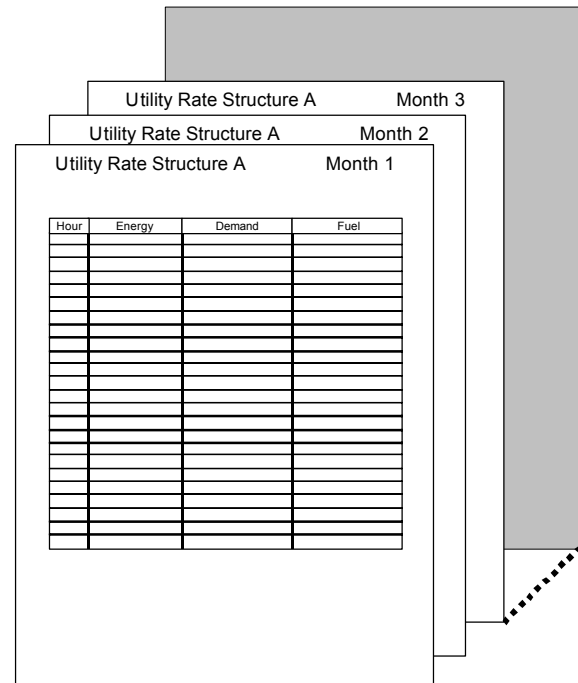 Utility Rate Structure A Month 3
Utility Rate Structure A Month 2
Utility Rate Structure A Month 1
Hour Energy Demand Fuel